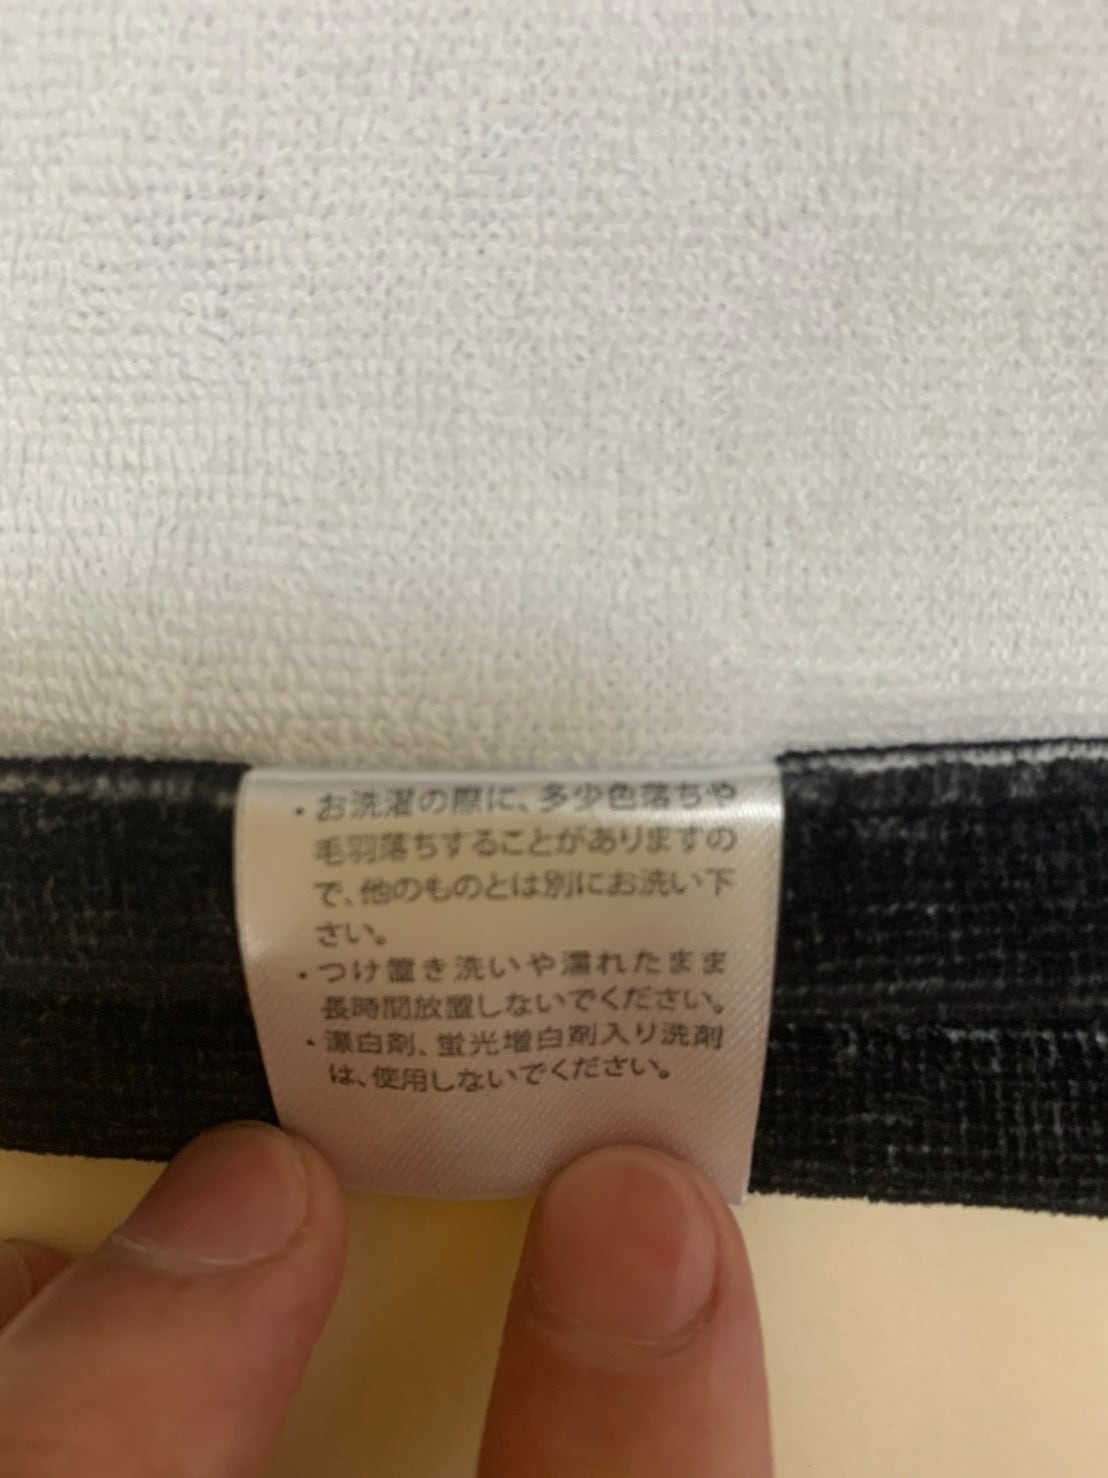 ・お洗濯の際に、多少色落ちや
毛羽落ちすることがありますの
で、他のものとは別にお洗い下
さい。
・つけ置き洗いや濡れたまま
長時間放置しないでください。
・漂白剤、蛍光増白剤入り洗剤
は、使用しないでください。